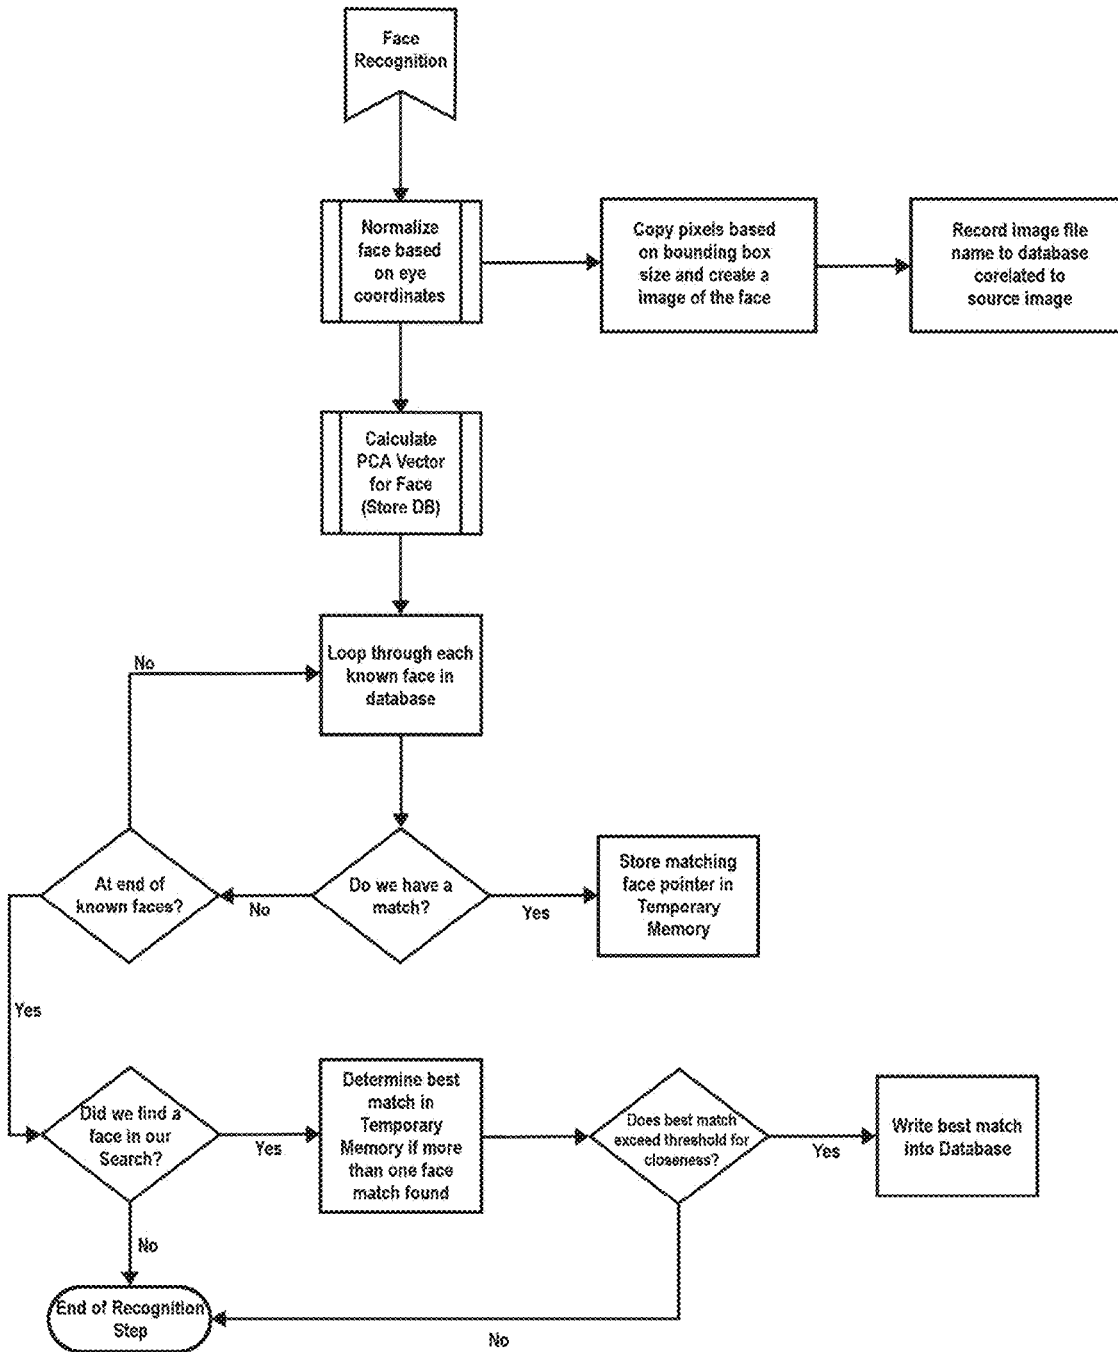 Face
Recognition
Normalize
face based
on eye
coordinates
Copy pixels based
on bounding box
size and create a
image of the face
Record image file
name to database
corelated to
source image
Calculate
PCA Vector
for Face
(Store DB)
Loop through each
known face in
database
No
At end of
known faces?
No
Do we have a
match?
Yes
Store matching
face pointer in
Temporary
Memory
Yes
Did we find a
face in our
Search?
Yes
Determine best
match in
Temporary
Memory if more
than one face
match found
Does best match
exceed threshold for
closeness?
Yes
Write best match
into Database
No
End of Recognition
Step
No